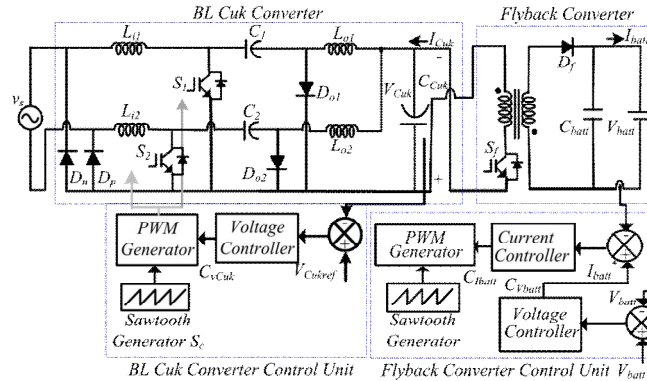 BL Cuk Converter
Flyback Converter
L_i1
C_1
L_o1
I_Cuk
-
I_batt
D_f
S_1
D_o1
V_Cuk
C_Cuk
v_s
L_i2
C_2
L_o2
C_batt
V_batt
S_2
S_f
D_n
D_p
D_o2
+
PWM
Generator
Voltage
Controller
C_vCuk
V_Cukref
Sawtooth
Generator S_c
BL Cuk Converter Control Unit
PWM
Generator
Current
Controller
C_Ibatt
I_batt
C_Vbatt
V_batt
Voltage
Controller
Sawtooth
Generator
Flyback Converter Control Unit
V_batt